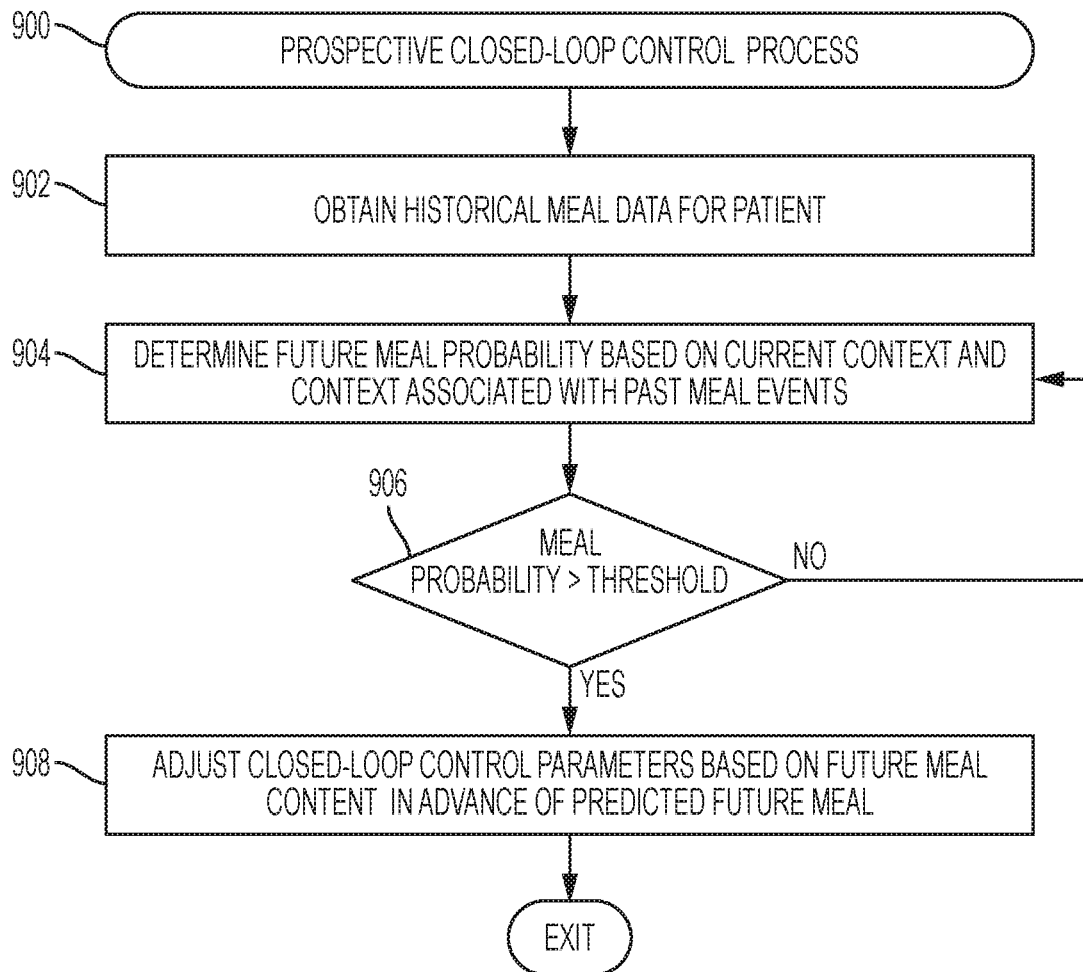 900
PROSPECTIVE CLOSED-LOOP CONTROL PROCESS
902
OBTAIN HISTORICAL MEAL DATA FOR PATIENT
904
DETERMINE FUTURE MEAL PROBABILITY BASED ON CURRENT CONTEXT AND
CONTEXT ASSOCIATED WITH PAST MEAL EVENTS
906
MEAL
PROBABILITY > THRESHOLD
NO
YES
908
ADJUST CLOSED-LOOP CONTROL PARAMETERS BASED ON FUTURE MEAL
CONTENT IN ADVANCE OF PREDICTED FUTURE MEAL
EXIT